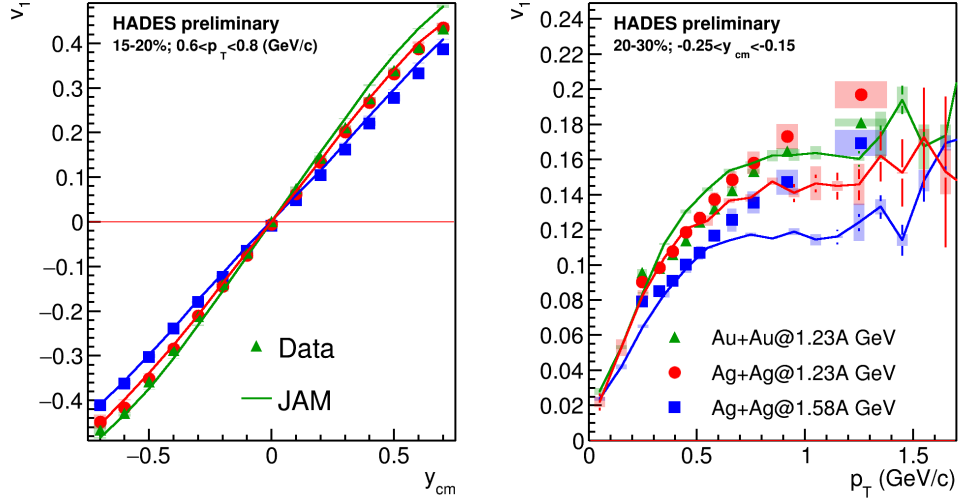 v1
HADES preliminary
15-20%; 0.6<pT<0.8 (GeV/c)
0.4
0.3
0.2
0.1
0
−0.1
−0.2
−0.3
−0.4
Data
JAM
−0.5
0
0.5
ycm
v1
HADES preliminary
20-30%; -0.25<ycm<-0.15
0.24
0.22
0.2
0.18
0.16
0.14
0.12
0.1
0.08
0.06
0.04
0.02
0
Au+Au@1.23A GeV
Ag+Ag@1.23A GeV
Ag+Ag@1.58A GeV
0
0.5
1
1.5
pT (GeV/c)